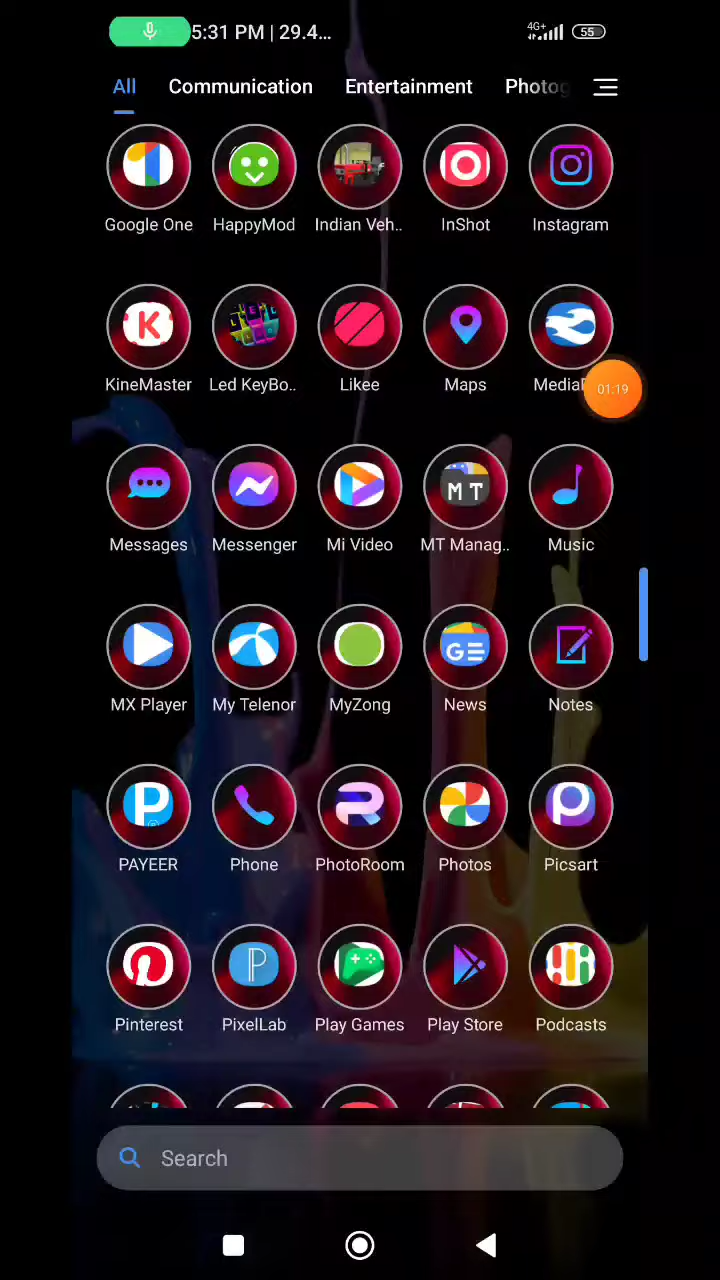 5:31 PM | 29.4...
4G+
55
All Communication Entertainment Photog
Google One HappyMod Indian Veh.. InShot Instagram
KineMaster Led KeyBo.. Likee Maps
01:19
M T
Messages Messenger Mi Video MT Manag.. Music
GE
MX Player My Telenor MyZong News Notes
PAYEER Phone PhotoRoom Photos Picsart
Pinterest PixelLab Play Games Play Store Podcasts
Search